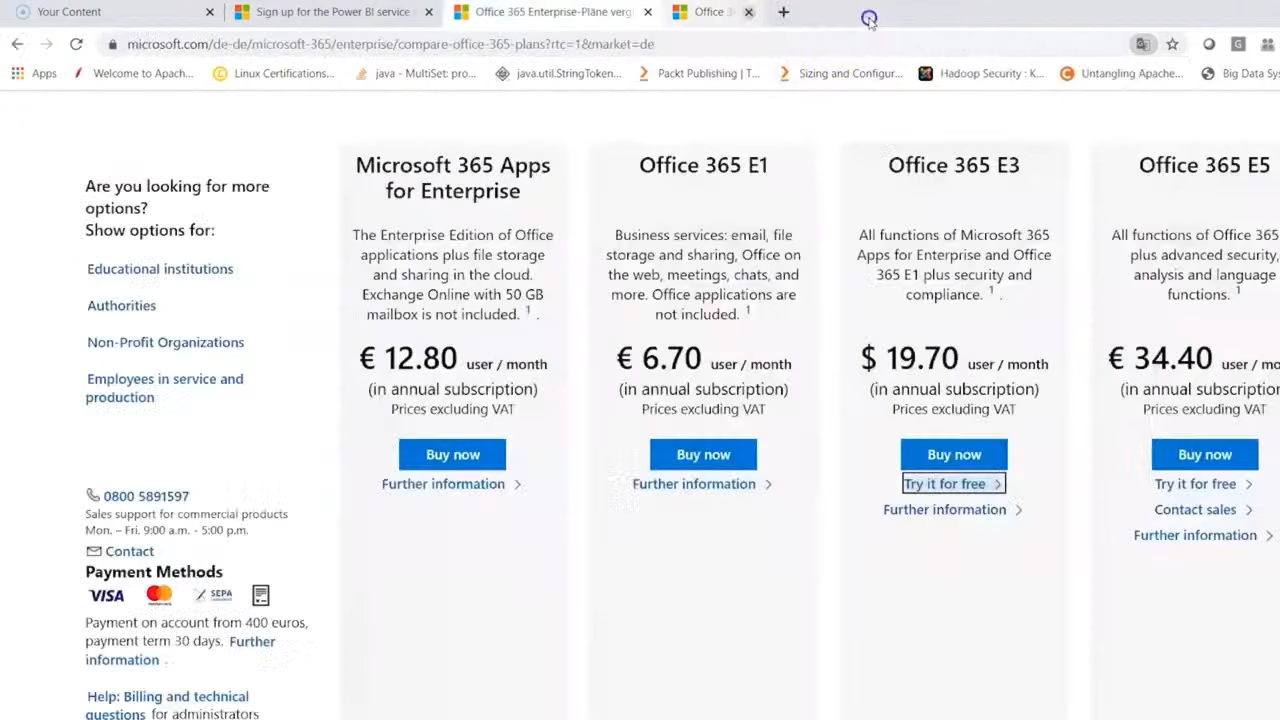 Your Content
Sign up for the Power BI service
Office 365 Enterprise-Pläne verg
Office 3
microsoft.com/de-de/microsoft-365/enterprise/compare-office-365-plans?rtc=1&market=de
Apps
Welcome to Apach...
Linux Certifications...
java - MultiSet: pro...
java.util.StringToken...
Packt Publishing | T...
Sizing and Configur...
Hadoop Security : K...
Untangling Apache...
Big Data Sys
Are you looking for more
options?
Show options for:
Educational institutions
Authorities
Non-Profit Organizations
Employees in service and
production
0800 5891597
Sales support for commercial products
Mon. – Fri. 9:00 a.m. - 5:00 p.m.
Contact
Payment Methods
VISA
SEPA
Payment on account from 400 euros,
payment term 30 days. Further
information .
Help: Billing and technical
questions for administrators
Microsoft 365 Apps
for Enterprise
The Enterprise Edition of Office
applications plus file storage
and sharing in the cloud.
Exchange Online with 50 GB
mailbox is not included. 1 .
€ 12.80 user / month
(in annual subscription)
Prices excluding VAT
Buy now
Further information
Office 365 E1
Business services: email, file
storage and sharing, Office on
the web, meetings, chats, and
more. Office applications are
not included. 1
€ 6.70 user / month
(in annual subscription)
Prices excluding VAT
Buy now
Further information
Office 365 E3
All functions of Microsoft 365
Apps for Enterprise and Office
365 E1 plus security and
compliance. 1 .
$ 19.70 user / month
(in annual subscription)
Prices excluding VAT
Buy now
Try it for free
Further information
Office 365 E5
All functions of Office 365
plus advanced security,
analysis and language
functions. 1
€ 34.40 user / mo
(in annual subscription
Prices excluding VAT
Buy now
Try it for free
Contact sales
Further information